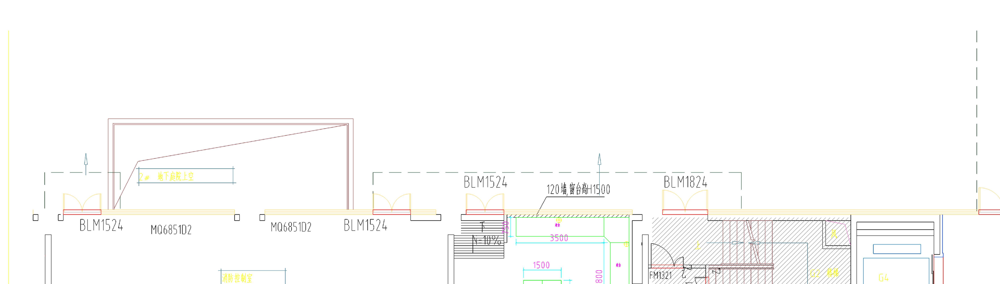 2# 地下庭院上空
BLM1524
BLM1824
120墙,窗台高H1500
BLM1524
MQ6851D2
MQ6851D2
BLM1524
下
N=10%
750
3500
上
风
1500
800
消防控制室
FM1321
G2 楼梯
G4